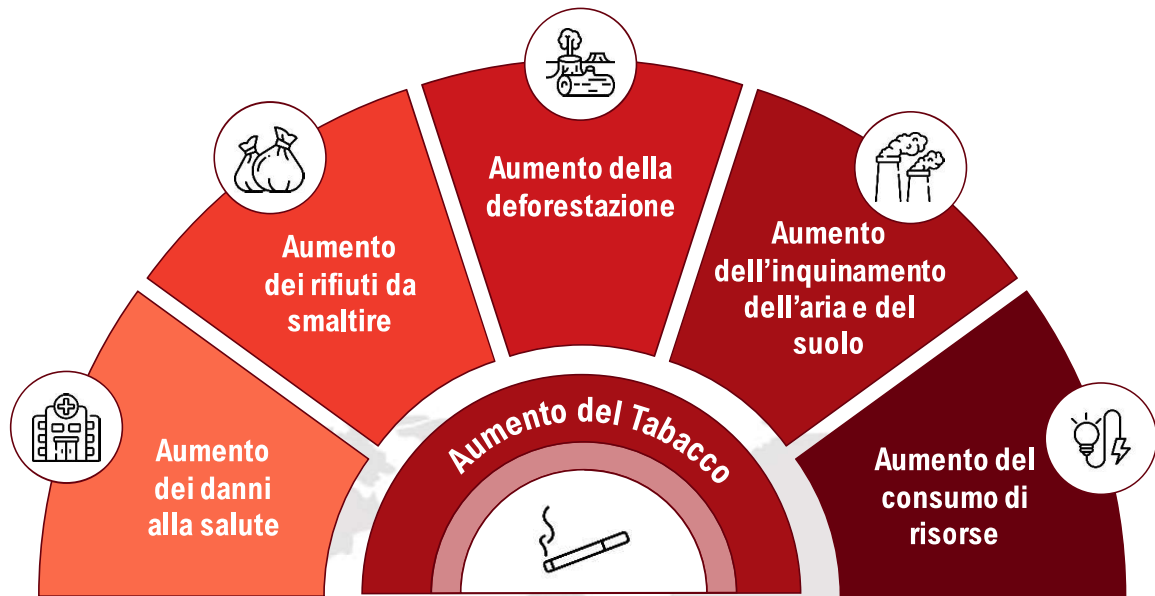 Aumento
dei danni
alla salute
Aumento
dei rifiuti da
smaltire
Aumento della
deforestazione
Aumento
dell'inquinamento
dell'aria e del
suolo
Aumento del
consumo di
risorse
Aumento del Tabacco